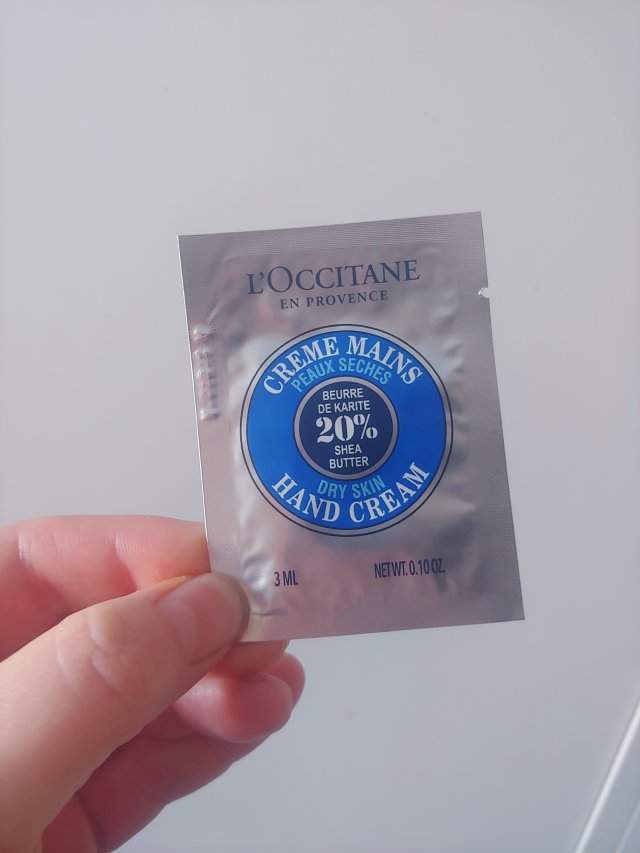 L'OCCITANE
EN PROVENCE
CREME MAINS
PEAUX SECHES
BEURRE
DE KARITE
20%
SHEA
BUTTER
DRY SKIN
HAND CREAM
3 ML
NET WT. 0.10 OZ.